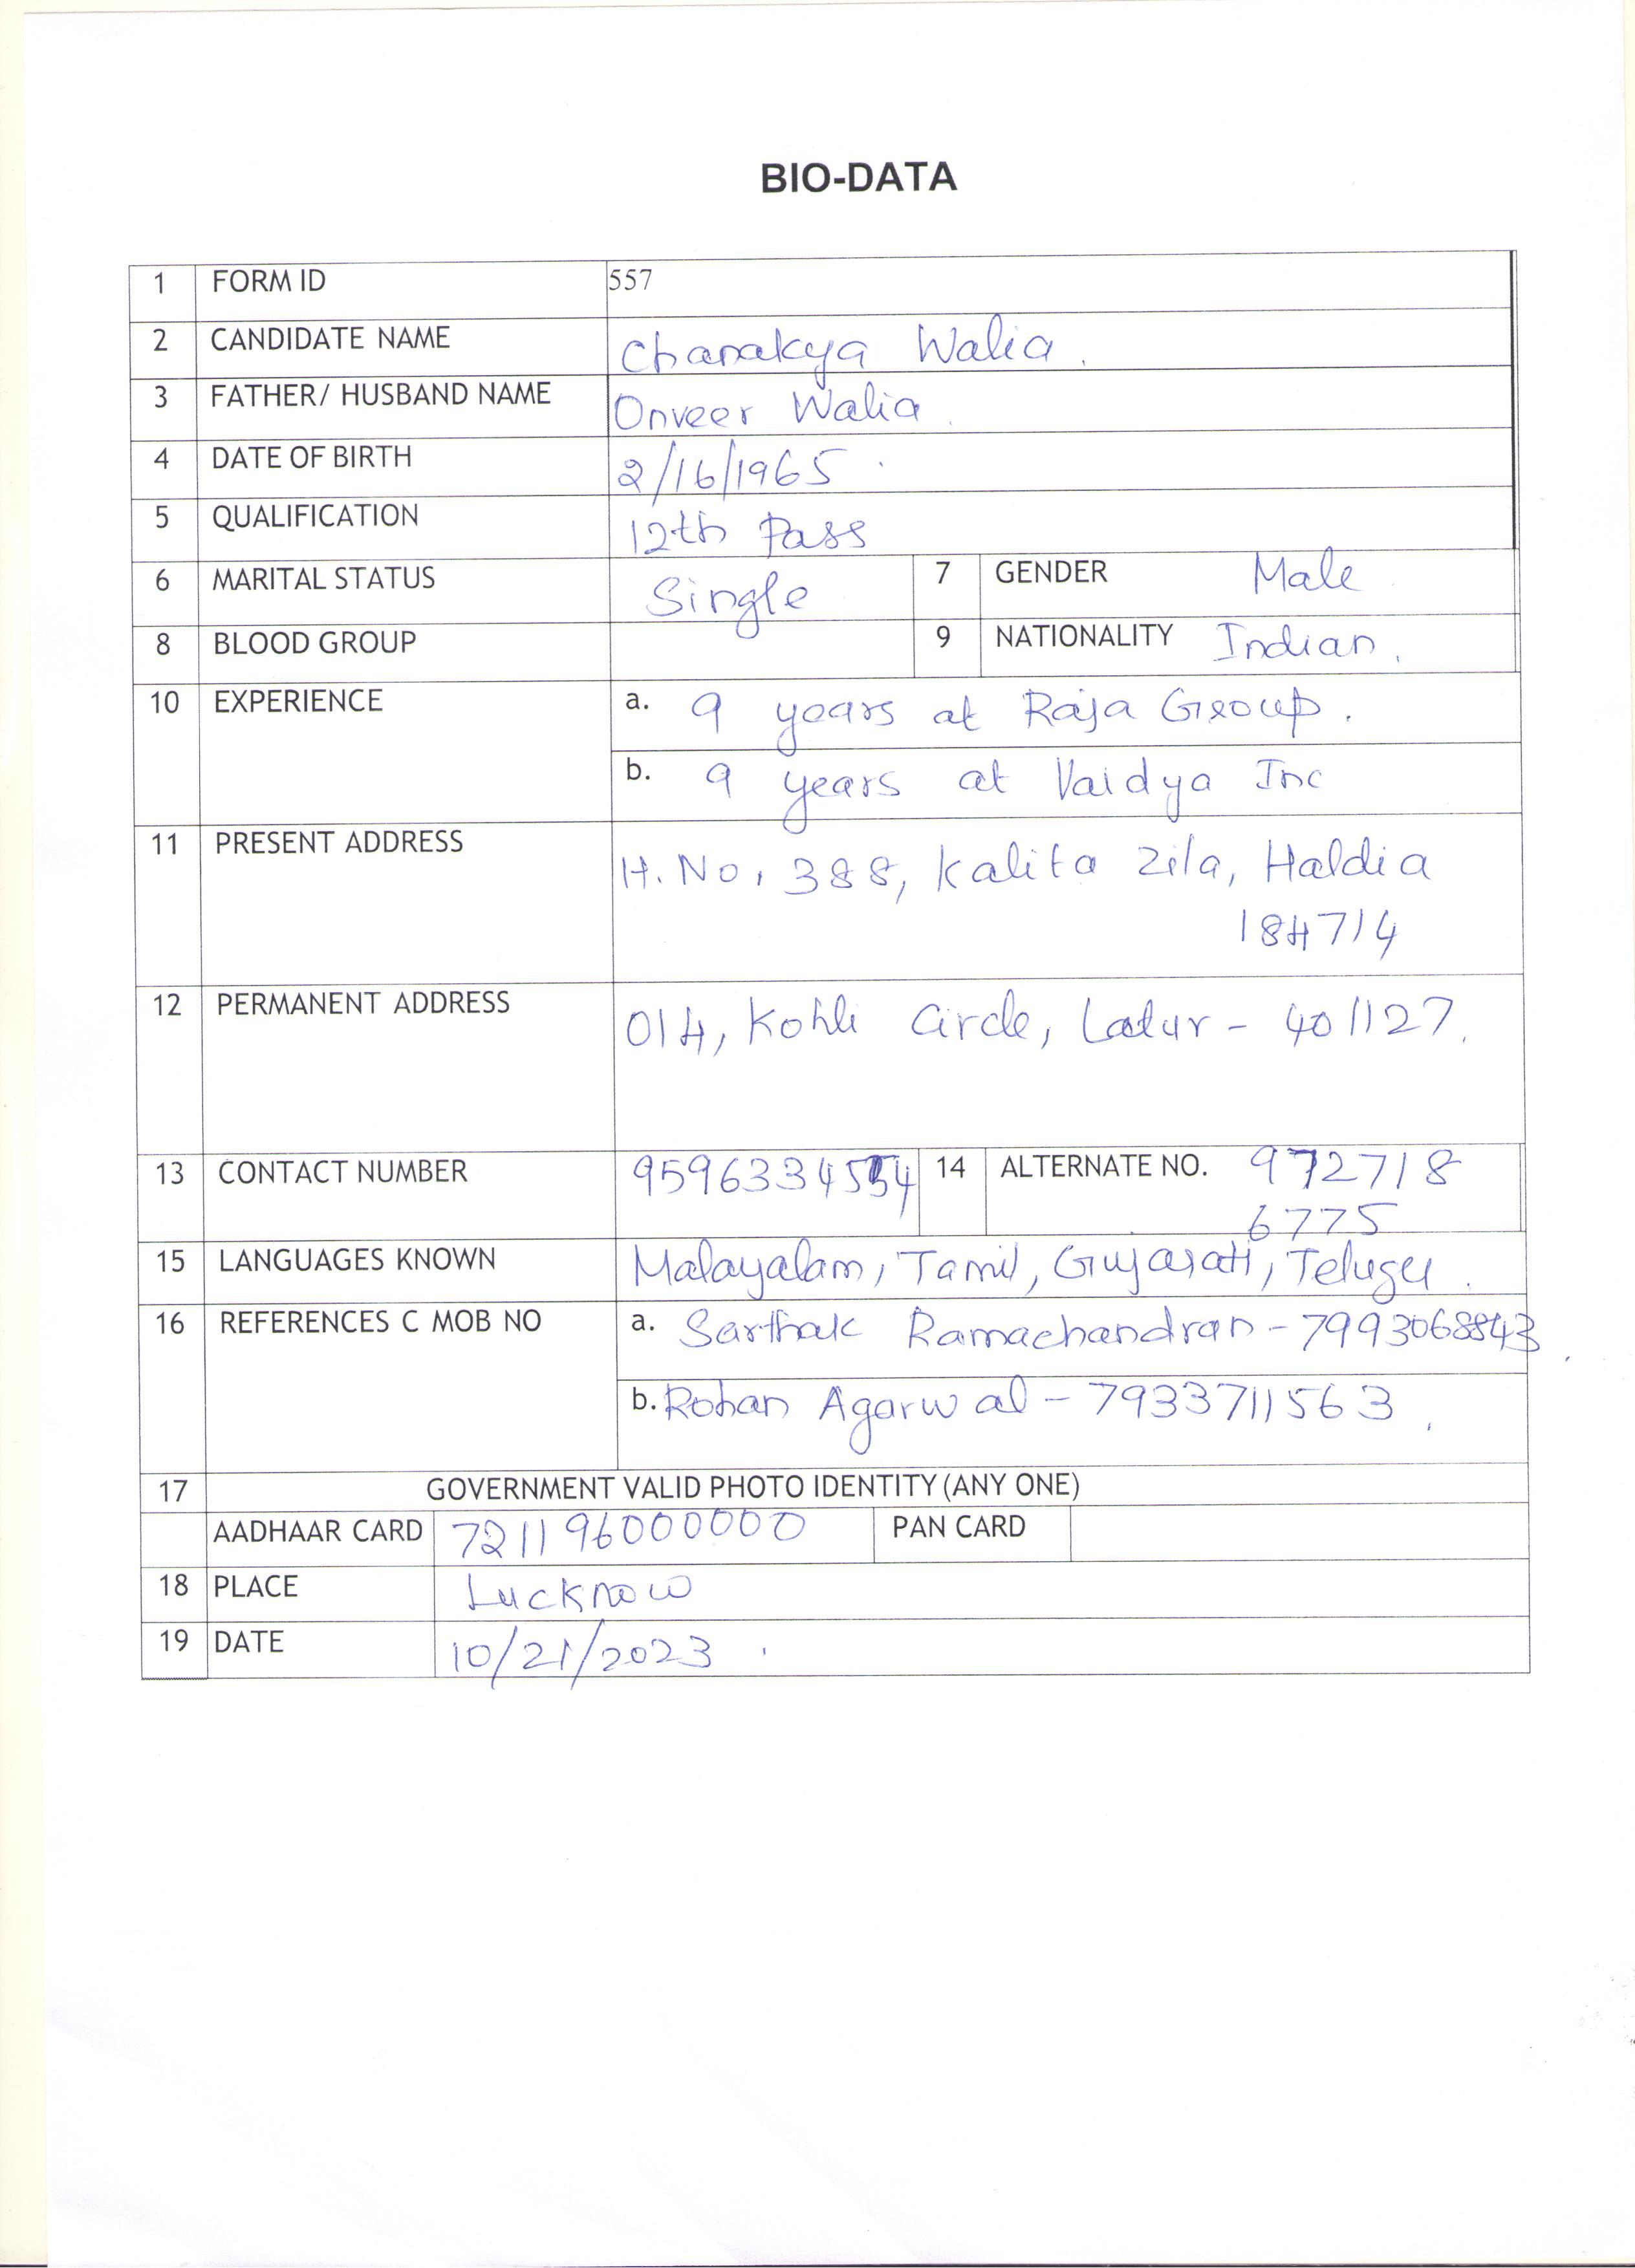 BIO-DATA
1 FORM ID 557
2 CANDIDATE NAME Chanakya Walia.
3 FATHER/ HUSBAND NAME Onveer Walia.
4 DATE OF BIRTH 2/16/1965.
5 QUALIFICATION 12th Pass
6 MARITAL STATUS Single 7 GENDER Male
8 BLOOD GROUP 9 NATIONALITY Indian.
10 EXPERIENCE a. 9 years at Raja Group.
b. 9 years at Vaidya Inc
11 PRESENT ADDRESS H.No. 388, Kalita Zila, Haldia
184714
12 PERMANENT ADDRESS 014, Kohli Circle, Latur - 401127.
13 CONTACT NUMBER 14 ALTERNATE NO. 972718
6775
15 LANGUAGES KNOWN Malayalam, Tamil, Gujarati, Telugu.
16 REFERENCES C MOB NO a. Sarthak Ramachandran - 7993068843
b. Rohan Agarwal - 7933711563.
17 GOVERNMENT VALID PHOTO IDENTITY (ANY ONE)
AADHAAR CARD 721196000000 PAN CARD
18 PLACE Lucknow
19 DATE 10/21/2023.